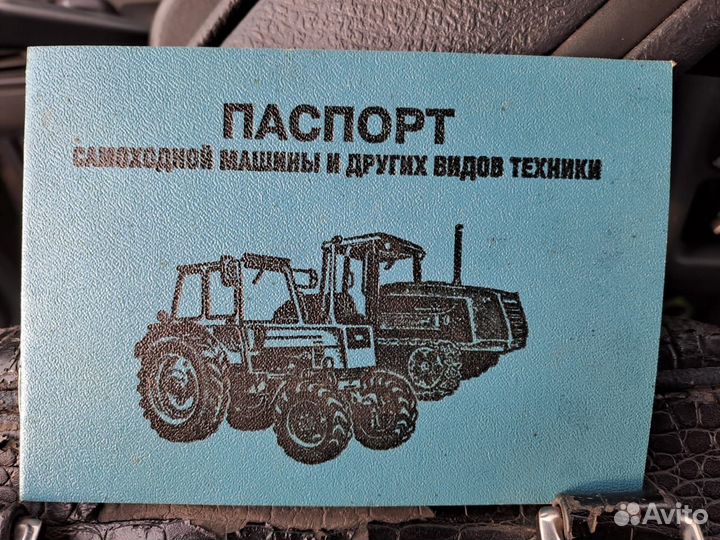 ПАСПОРТ
САМОХОДНОЙ МАШИНЫ И ДРУГИХ ВИДОВ ТЕХНИКИ
Avito